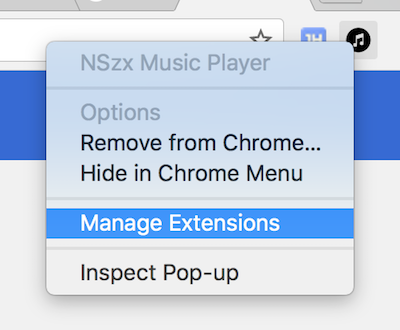 NSzx Music Player
Options
Remove from Chrome...
Hide in Chrome Menu
Manage Extensions
Inspect Pop-up